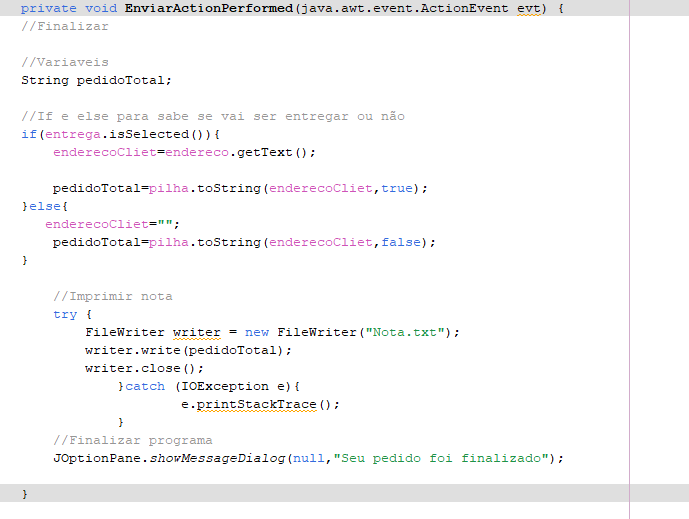 private void EnviarActionPerformed(java.awt.event.ActionEvent evt) {
//Finalizar
//Variaveis
String pedidoTotal;
//If e else para sabe se vai ser entregar ou não
if(entrega.isSelected()){
enderecoCliet=endereco.getText();
pedidoTotal=pilha.toString(enderecoCliet,true);
}else{
enderecoCliet="";
pedidoTotal=pilha.toString(enderecoCliet,false);
}
//Imprimir nota
try {
FileWriter writer = new FileWriter("Nota.txt");
writer.write(pedidoTotal);
writer.close();
}catch (IOException e){
e.printStackTrace();
}
//Finalizar programa
JOptionPane.showMessageDialog(null,"Seu pedido foi finalizado");
}